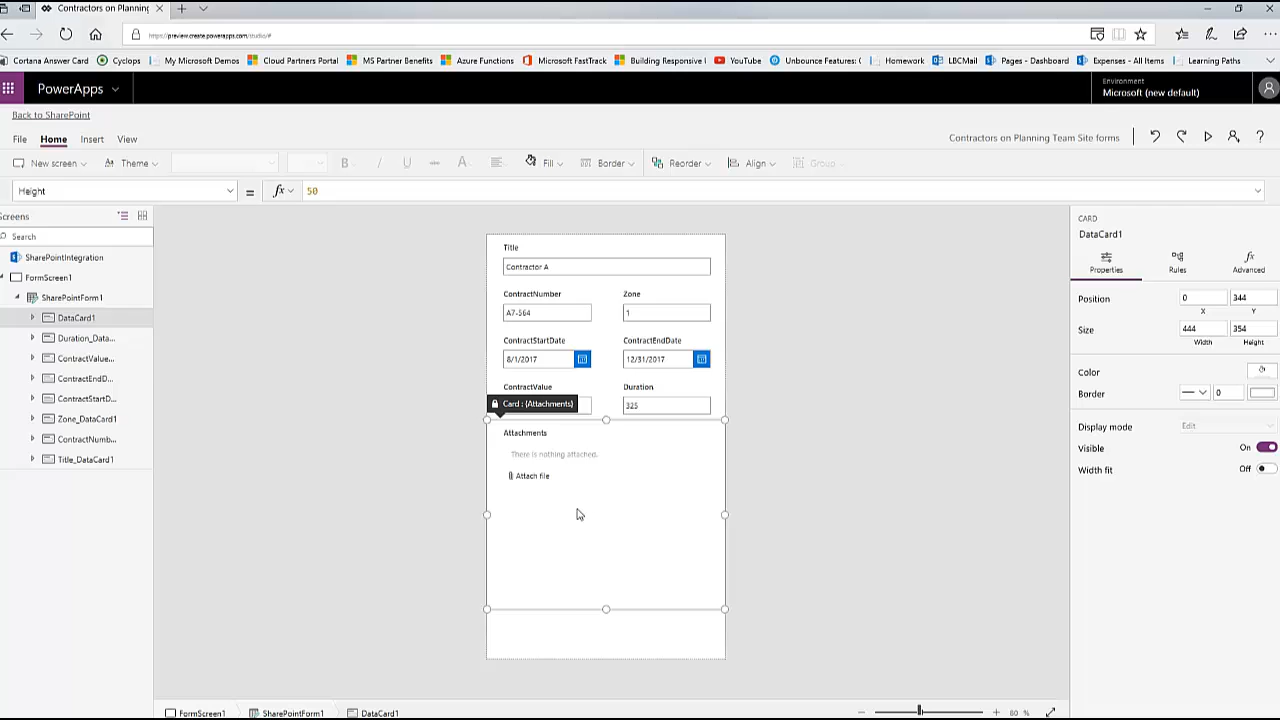 Contractors on Planning
https://preview.create.powerapps.com/studio/#
Cortana Answer Card
Cyclops
My Microsoft Demos
Cloud Partners Portal
MS Partner Benefits
Azure Functions
Microsoft FastTrack
Building Responsive I
YouTube
Unbounce Features: (
Homework
LBCMail
Pages - Dashboard
Expenses - All Items
Learning Paths
PowerApps
Environment
Microsoft (new default)
Back to SharePoint
File Home Insert View
Contractors on Planning Team Site forms
New screen
Theme
B / U abc A
Fill
Border
Reorder
Align
Group
Height = fx 50
Screens
Search
SharePointIntegration
FormScreen1
SharePointForm1
DataCard1
Duration_Data...
ContractValue...
ContractEndD...
ContractStartD...
Zone_DataCard1
ContractNumb...
Title_DataCard1
Title
Contractor A
ContractNumber Zone
A7-564 1
ContractStartDate ContractEndDate
8/1/2017 12/31/2017
ContractValue Duration
Card : (Attachments) 325
Attachments
There is nothing attached.
Attach file
CARD
DataCard1
Properties Rules Advanced
Position 0 344
X Y
Size 444 354
Width Height
Color
Border 0
Display mode Edit
Visible On
Width fit Off
FormScreen1 SharePointForm1 DataCard1
— + 60 %